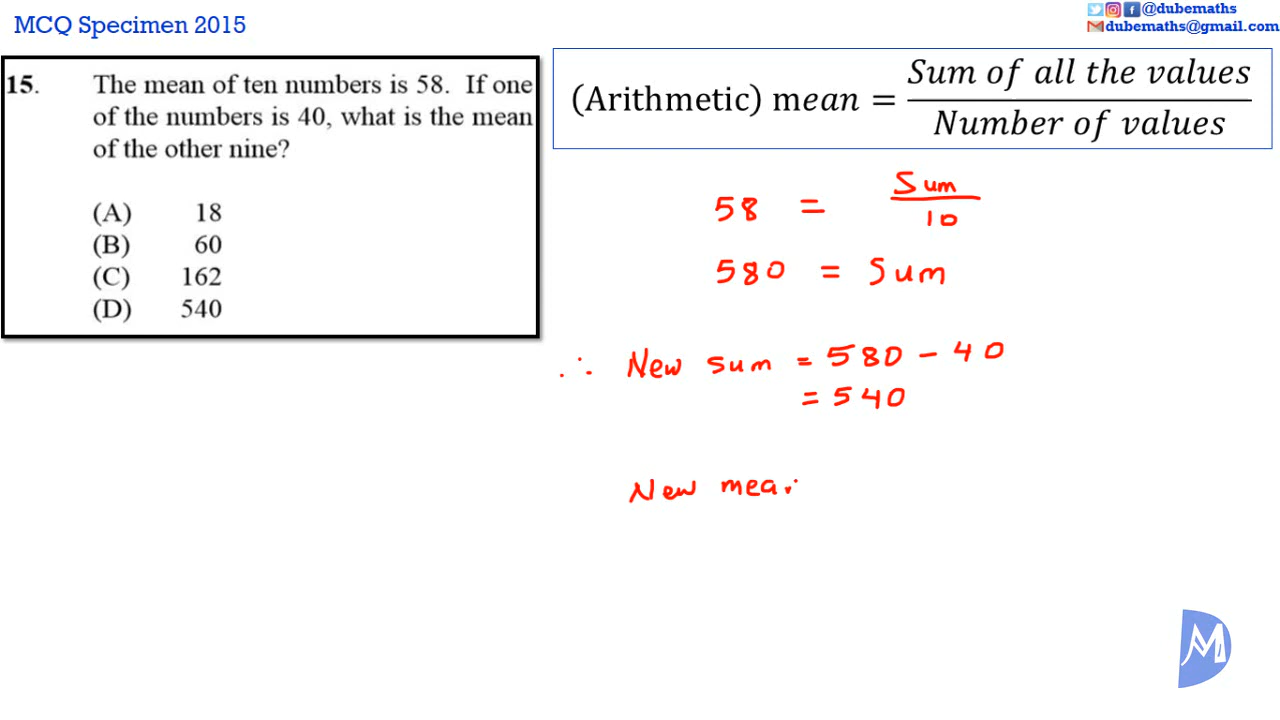 MCQ Specimen 2015
@dubemaths
dubemaths@gmail.com
15. The mean of ten numbers is 58. If one
of the numbers is 40, what is the mean
of the other nine?
(A) 18
(B) 60
(C) 162
(D) 540
(Arithmetic) mean = Sum of all the values
Number of values
58 = Sum
10
580 = Sum
∴ New sum = 580 - 40
= 540
New mea
M